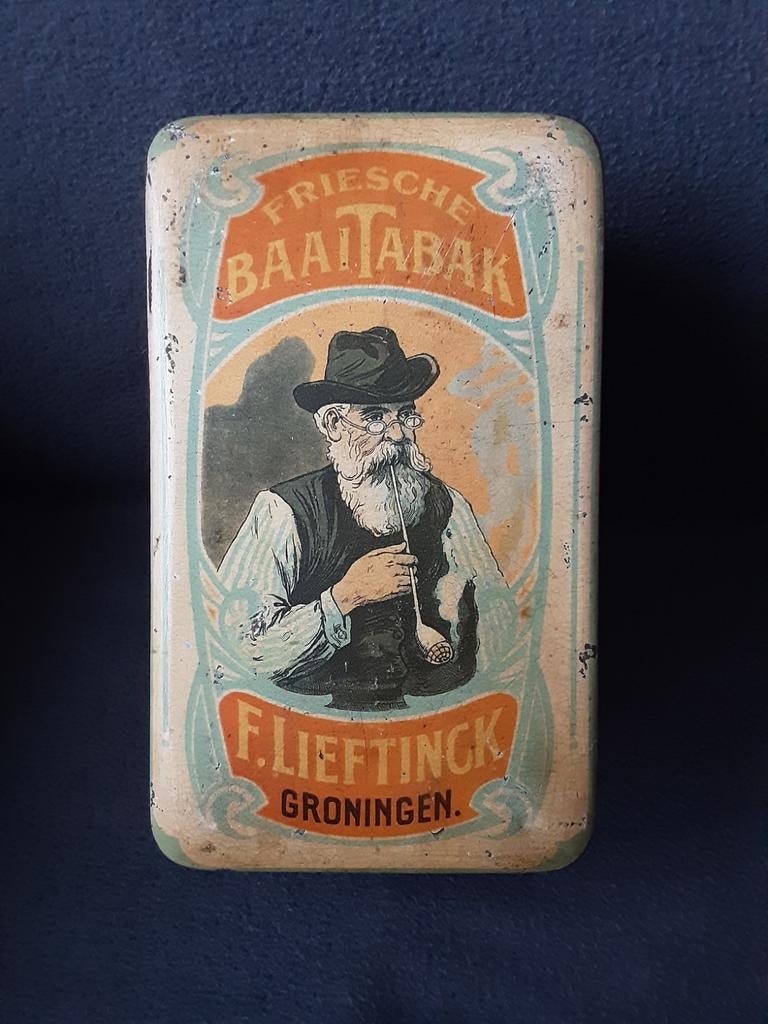 FRIESCHE
BAAITABAK
F. LIEFTINCK
GRONINGEN.